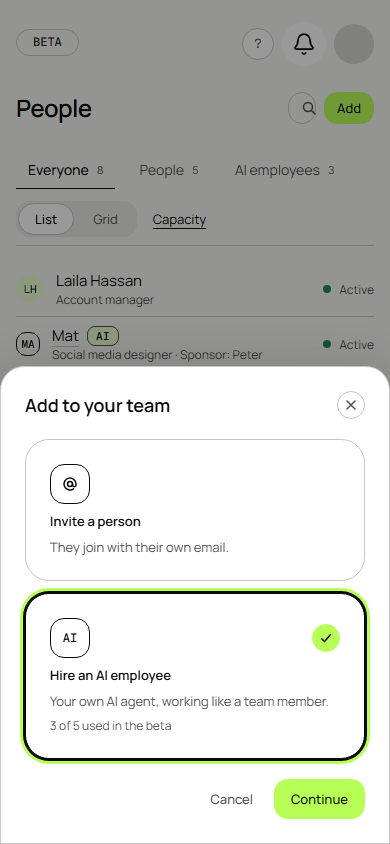 BETA
?
People
Add
Everyone 8
People 5
AI employees 3
List
Grid
Capacity
LH
Laila Hassan
Account manager
Active
MA
Mat AI
Social media designer · Sponsor: Peter
Active
Add to your team
@
Invite a person
They join with their own email.
AI
Hire an AI employee
Your own AI agent, working like a team member.
3 of 5 used in the beta
Cancel
Continue